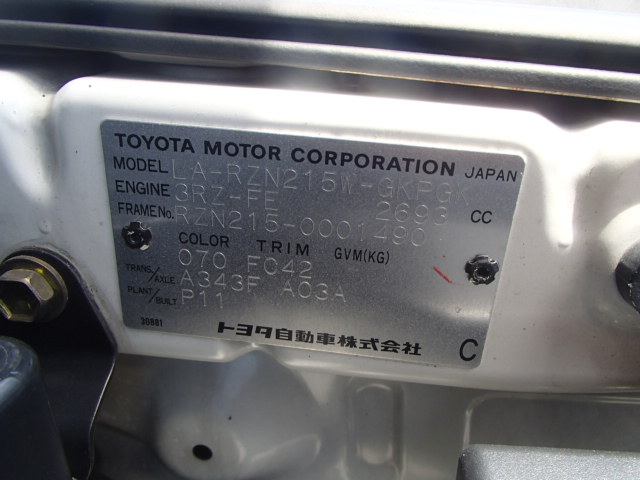 TOYOTA MOTOR CORPORATION JAPAN
MODEL LA-RZN215W-GKPGK
ENGINE 3RZ-FE 2693 CC
FRAME No. RZN215-0001490
COLOR TRIM GVM(KG)
070 FC42
TRANS./AXLE A343F A03A
PLANT/BUILT P11
30881
トヨタ自動車株式会社 C